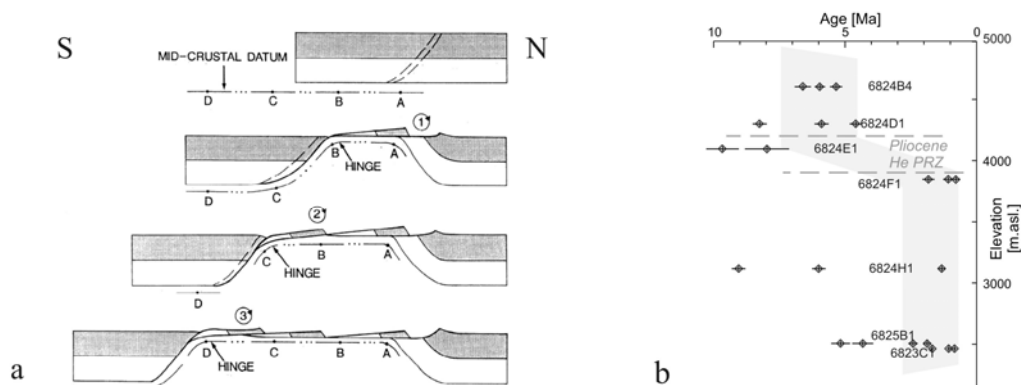 S
N
MID-CRUSTAL DATUM
D C B A
1
B A
HINGE
D C
2
B A
C
HINGE
D
3
D C B A
HINGE
a
Age [Ma]
10 5 0
5000
6824B4
6824D1
Pliocene
He PRZ
6824E1
4000
6824F1
Elevation
[m.asl.]
6824H1
3000
6825B1
6823C1
b